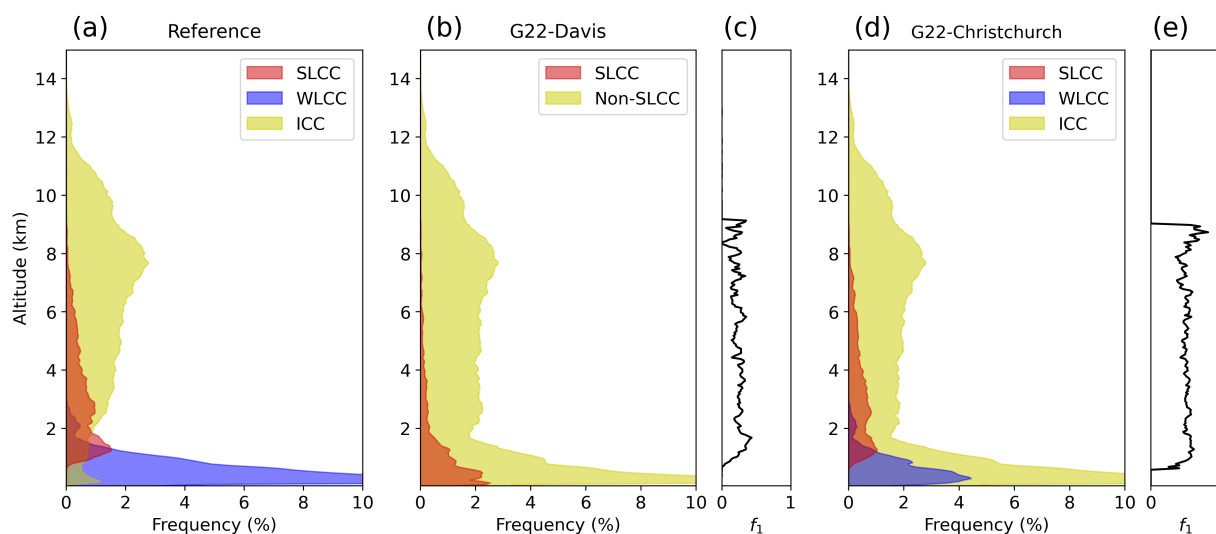 (a) Reference
(b) G22-Davis
(c)
(d) G22-Christchurch
(e)
SLCC
WLCC
ICC
SLCC
Non-SLCC
SLCC
WLCC
ICC
Altitude (km)
14
12
10
8
6
4
2
0 2 4 6 8 10
Frequency (%)
14
12
10
8
6
4
2
0 2 4 6 8 10
Frequency (%)
0 1
f₁
14
12
10
8
6
4
2
0 2 4 6 8 10
Frequency (%)
0
f₁